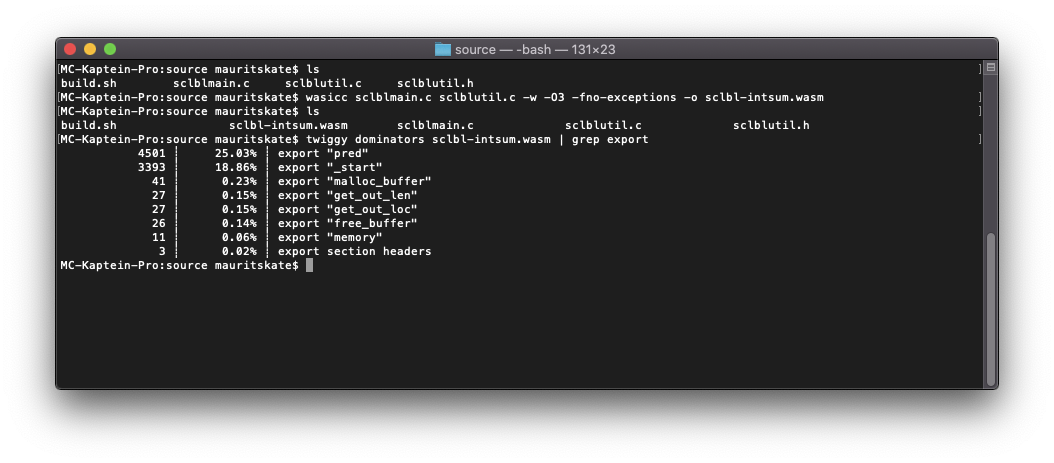 source — -bash — 131×23
[MC-Kaptein-Pro:source mauritskate$ ls ]
build.sh        sclblmain.c     sclblutil.c     sclblutil.h
[MC-Kaptein-Pro:source mauritskate$ wasicc sclblmain.c sclblutil.c -w -O3 -fno-exceptions -o sclbl-intsum.wasm ]
[MC-Kaptein-Pro:source mauritskate$ ls ]
build.sh                sclbl-intsum.wasm       sclblmain.c             sclblutil.c             sclblutil.h
[MC-Kaptein-Pro:source mauritskate$ twiggy dominators sclbl-intsum.wasm | grep export ]
           4501 ┊    25.03% ┊ export "pred"
           3393 ┊    18.86% ┊ export "_start"
             41 ┊     0.23% ┊ export "malloc_buffer"
             27 ┊     0.15% ┊ export "get_out_len"
             27 ┊     0.15% ┊ export "get_out_loc"
             26 ┊     0.14% ┊ export "free_buffer"
             11 ┊     0.06% ┊ export "memory"
              3 ┊     0.02% ┊ export section headers
MC-Kaptein-Pro:source mauritskate$